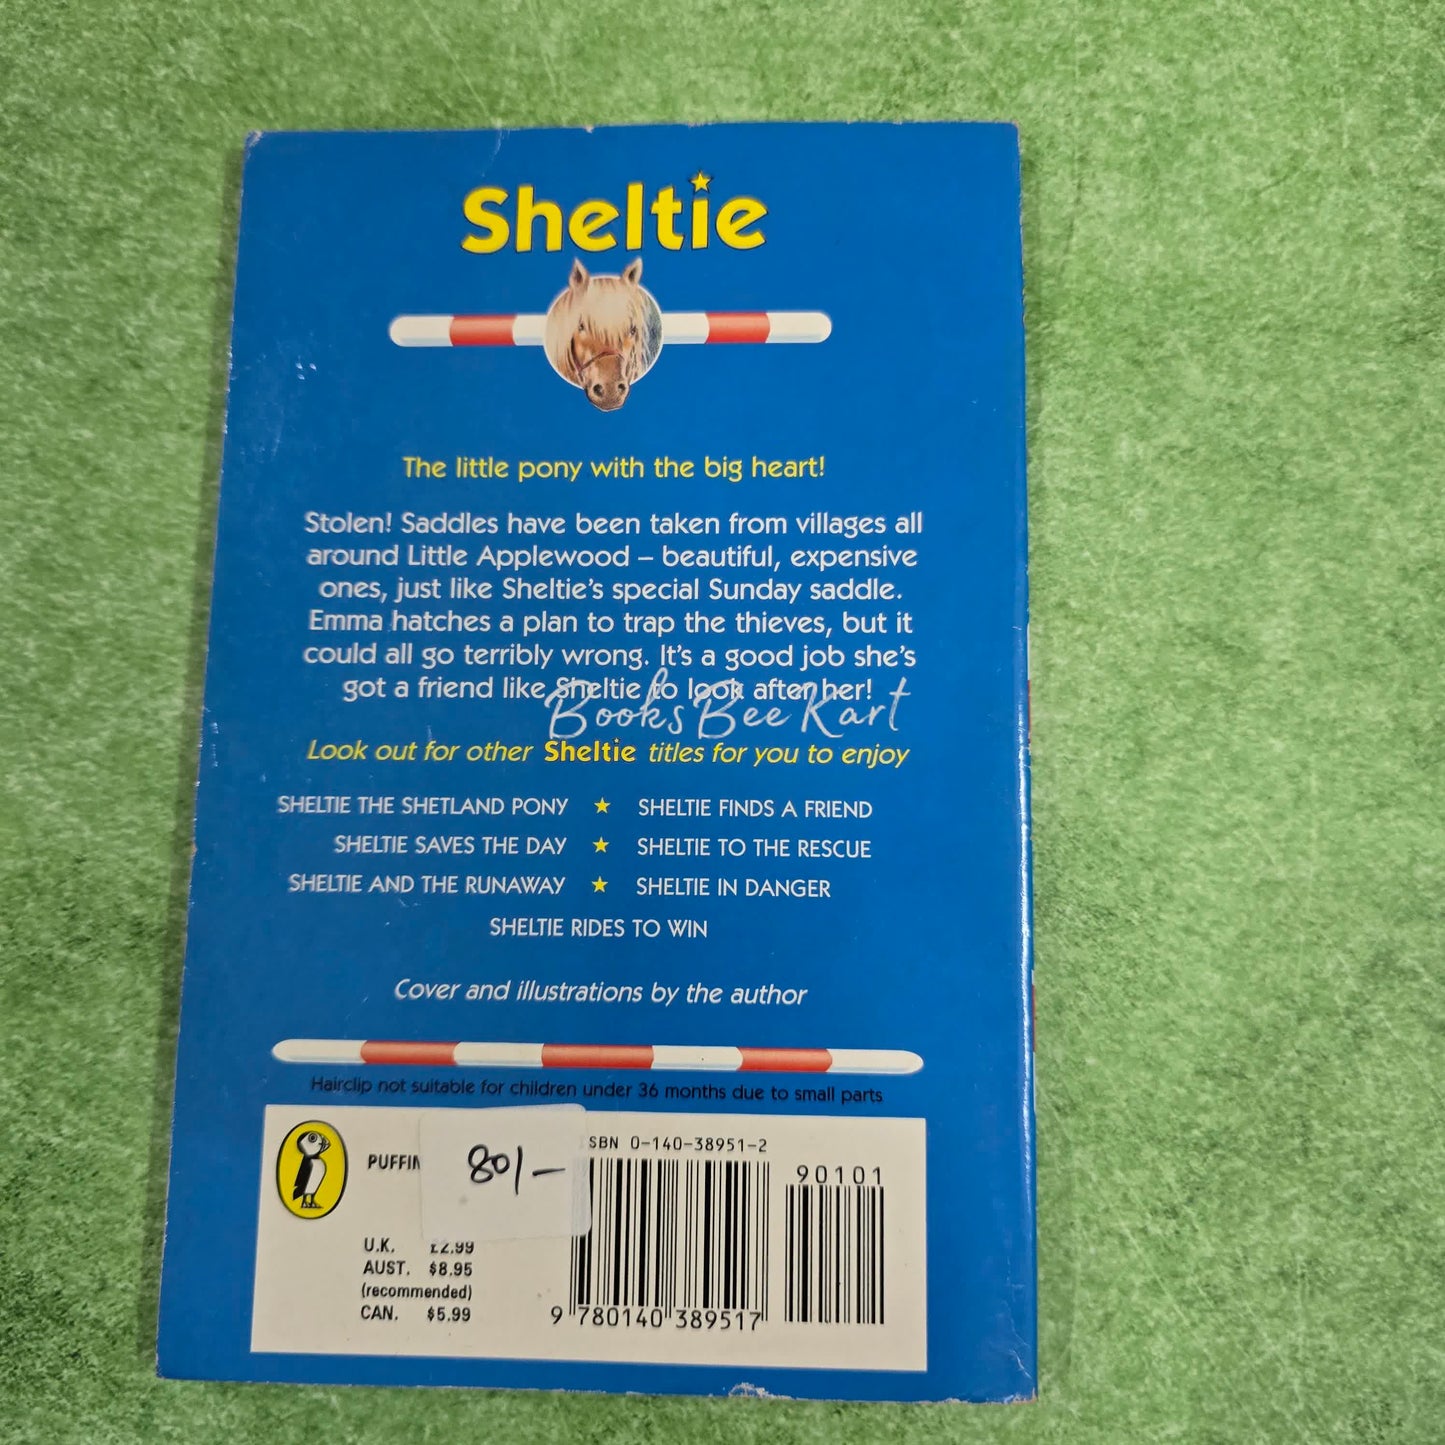 Sheltie
The little pony with the big heart!
Stolen! Saddles have been taken from villages all
around Little Applewood – beautiful, expensive
ones, just like Sheltie's special Sunday saddle.
Emma hatches a plan to trap the thieves, but it
could all go terribly wrong. It's a good job she's
got a friend like Sheltie to look after her!
Books Bee Kart
Look out for other Sheltie titles for you to enjoy
SHELTIE THE SHETLAND PONY ★ SHELTIE FINDS A FRIEND
SHELTIE SAVES THE DAY ★ SHELTIE TO THE RESCUE
SHELTIE AND THE RUNAWAY ★ SHELTIE IN DANGER
SHELTIE RIDES TO WIN
Cover and illustrations by the author
Hairclip not suitable for children under 36 months due to small parts
ISBN 0-140-38951-2
90101
PUFFIN
80/-
U.K. £2.99
AUST. $8.95
(recommended)
CAN. $5.99
9 780140 389517